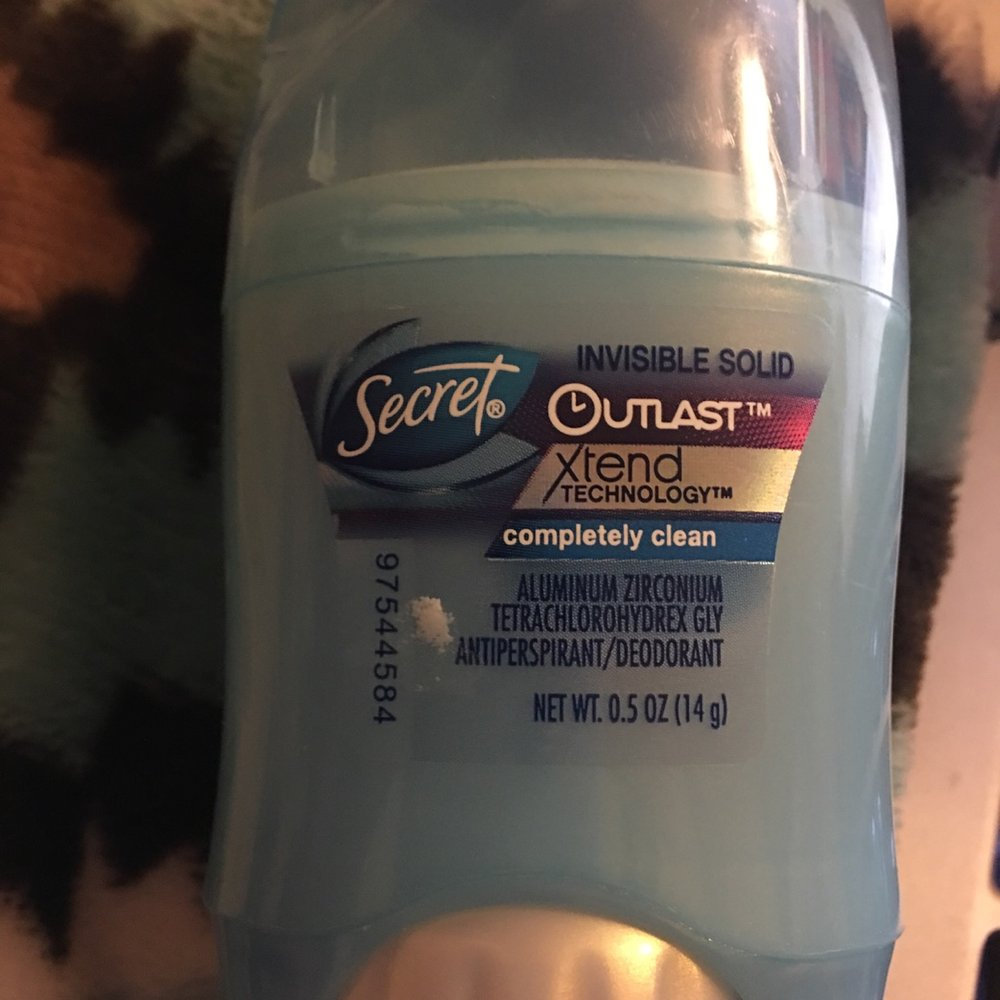 Secret®
INVISIBLE SOLID
OUTLAST™
Xtend
TECHNOLOGY™
completely clean
ALUMINUM ZIRCONIUM
TETRACHLOROHYDREX GLY
ANTIPERSPIRANT/DEODORANT
NET WT. 0.5 OZ (14 g)
97544584